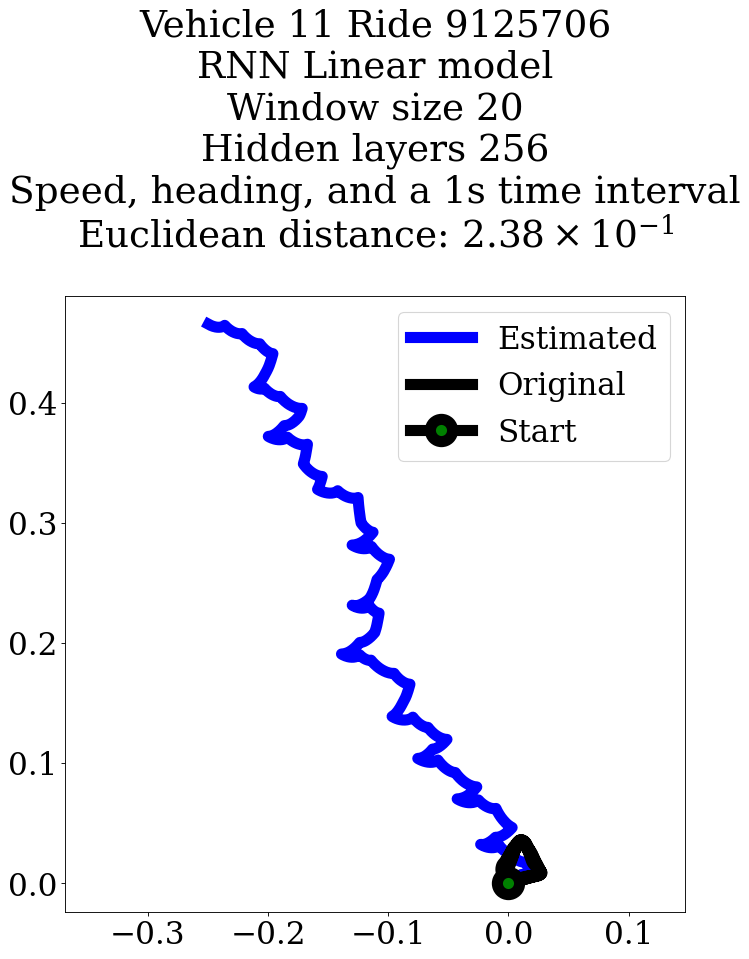 Vehicle 11 Ride 9125706
RNN Linear model
Window size 20
Hidden layers 256
Speed, heading, and a 1s time interval
Euclidean distance: 2.38 × 10⁻¹
Estimated
Original
Start
0.4
0.3
0.2
0.1
0.0
−0.3 −0.2 −0.1 0.0 0.1